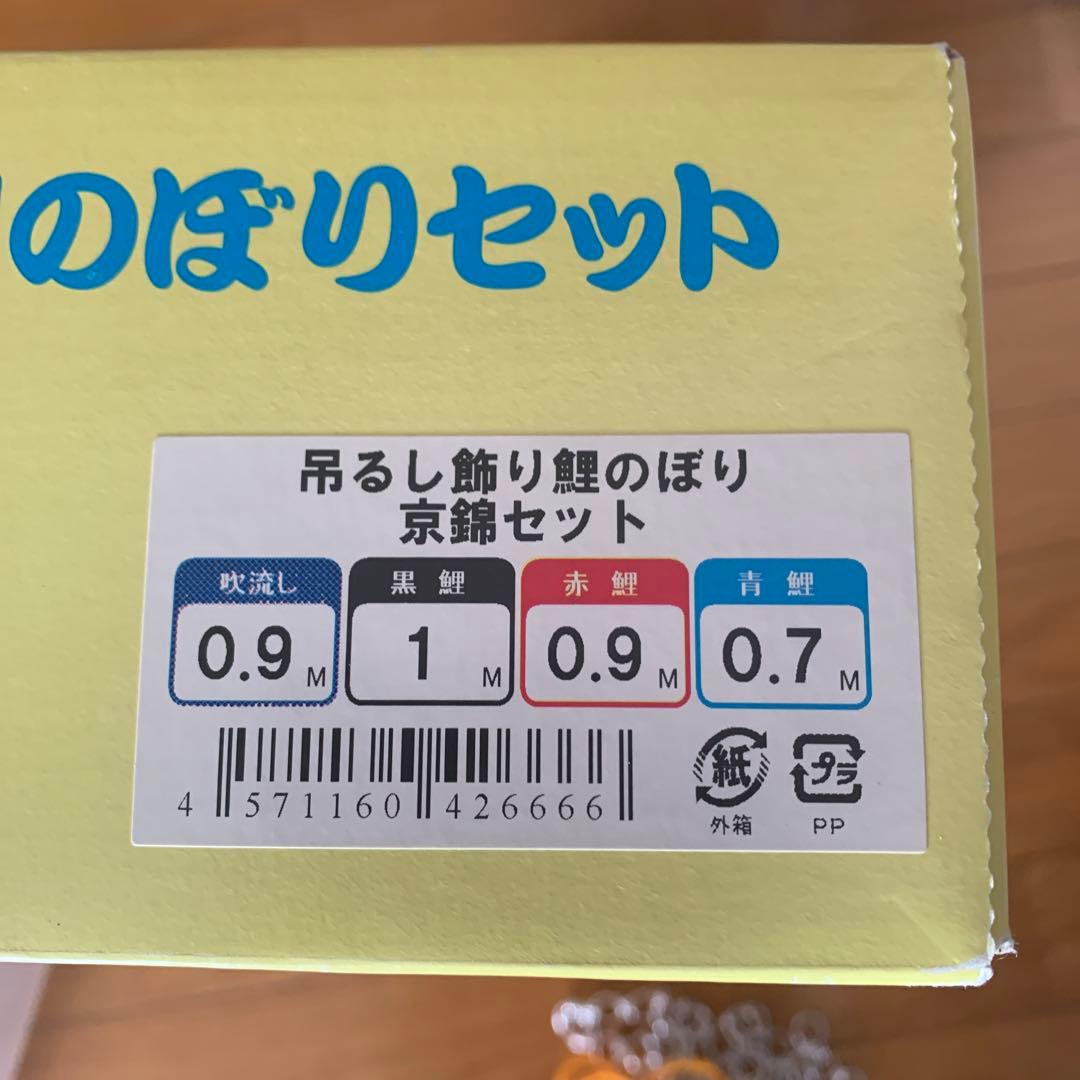 のぼりセット
吊るし飾り鯉のぼり
京錦セット
吹流し 黒鯉 赤鯉 青鯉
0.9M 1M 0.9M 0.7M
紙 プラ
4 571160 426666
外箱 PP